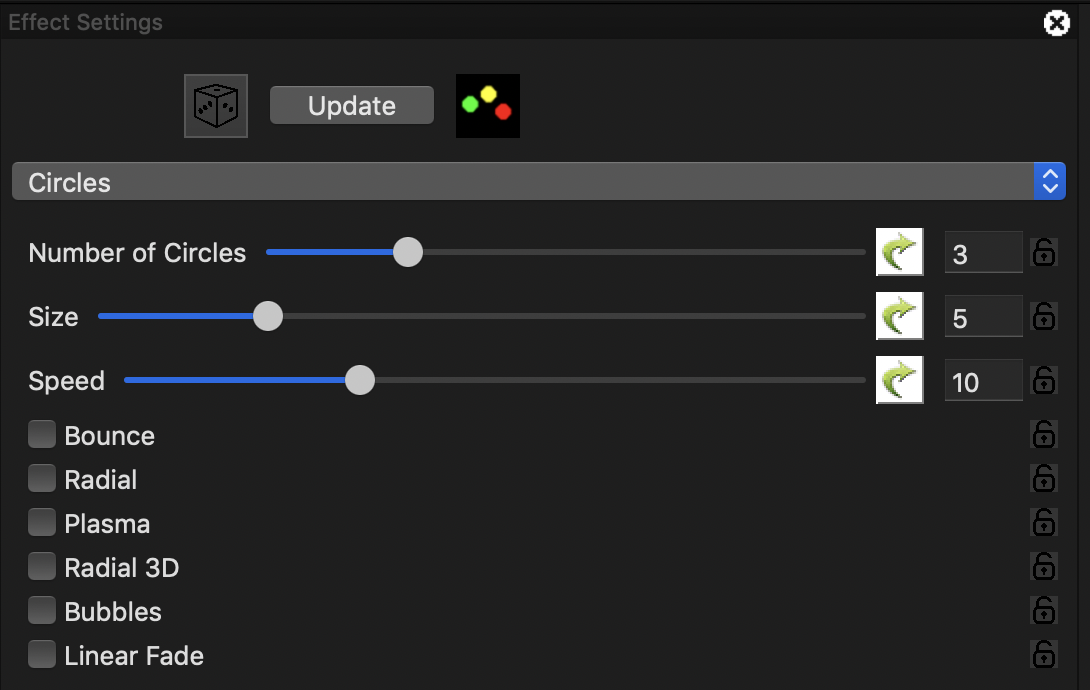 Effect Settings
Update
Circles
Number of Circles 3
Size 5
Speed 10
Bounce
Radial
Plasma
Radial 3D
Bubbles
Linear Fade